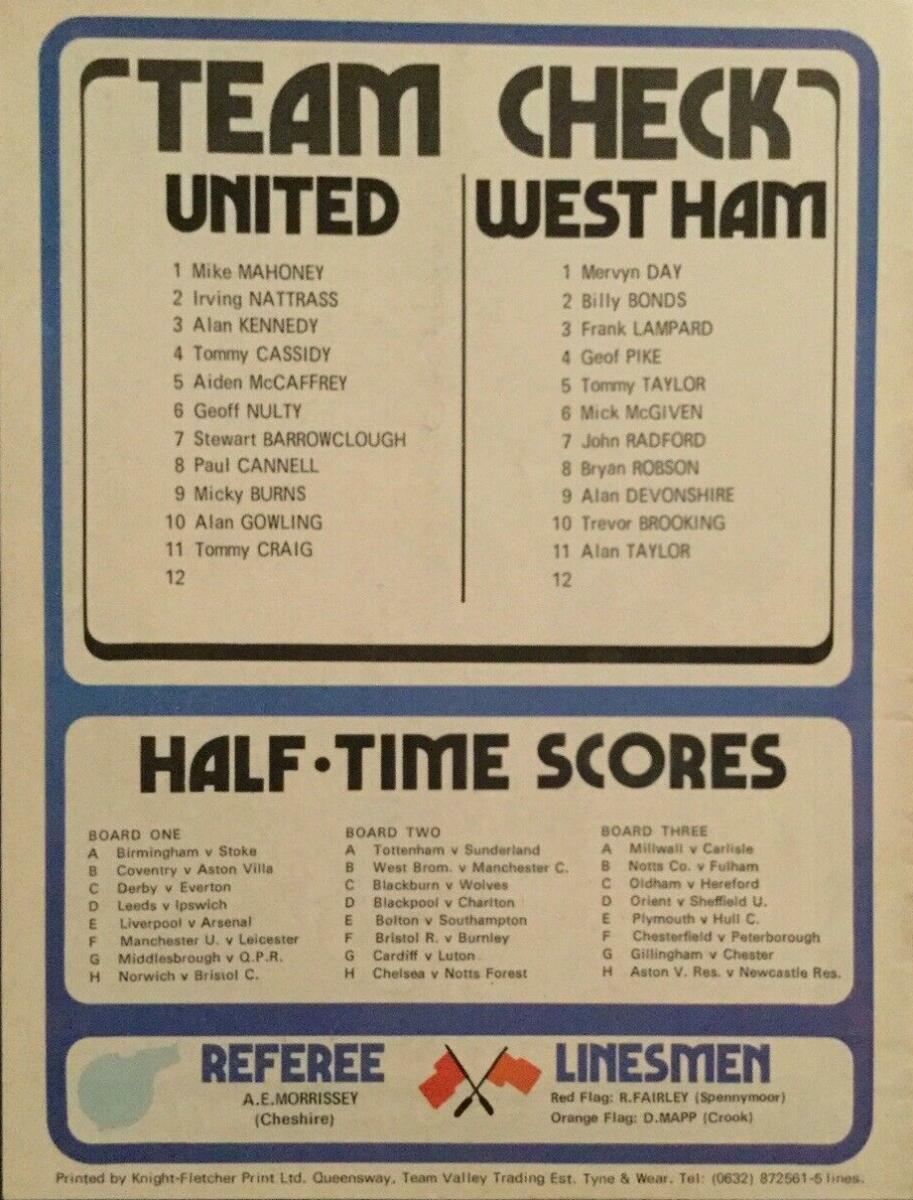 TEAM CHECK
UNITED
1 Mike MAHONEY
2 Irving NATTRASS
3 Alan KENNEDY
4 Tommy CASSIDY
5 Aiden McCAFFREY
6 Geoff NULTY
7 Stewart BARROWCLOUGH
8 Paul CANNELL
9 Micky BURNS
10 Alan GOWLING
11 Tommy CRAIG
12
WEST HAM
1 Mervyn DAY
2 Billy BONDS
3 Frank LAMPARD
4 Geof PIKE
5 Tommy TAYLOR
6 Mick McGIVEN
7 John RADFORD
8 Bryan ROBSON
9 Alan DEVONSHIRE
10 Trevor BROOKING
11 Alan TAYLOR
12
HALF·TIME SCORES
BOARD ONE
A Birmingham v Stoke
B Coventry v Aston Villa
C Derby v Everton
D Leeds v Ipswich
E Liverpool v Arsenal
F Manchester U. v Leicester
G Middlesbrough v Q.P.R.
H Norwich v Bristol C.
BOARD TWO
A Tottenham v Sunderland
B West Brom. v Manchester C.
C Blackburn v Wolves
D Blackpool v Charlton
E Bolton v Southampton
F Bristol R. v Burnley
G Cardiff v Luton
H Chelsea v Notts Forest
BOARD THREE
A Millwall v Carlisle
B Notts Co. v Fulham
C Oldham v Hereford
D Orient v Sheffield U.
E Plymouth v Hull C.
F Chesterfield v Peterborough
G Gillingham v Chester
H Aston V. Res. v Newcastle Res.
REFEREE
A.E.MORRISSEY
(Cheshire)
LINESMEN
Red Flag: R.FAIRLEY (Spennymoor)
Orange Flag: D.MAPP (Crook)
Printed by Knight-Fletcher Print Ltd. Queensway, Team Valley Trading Est. Tyne & Wear. Tel: (0632) 872561-5 lines.